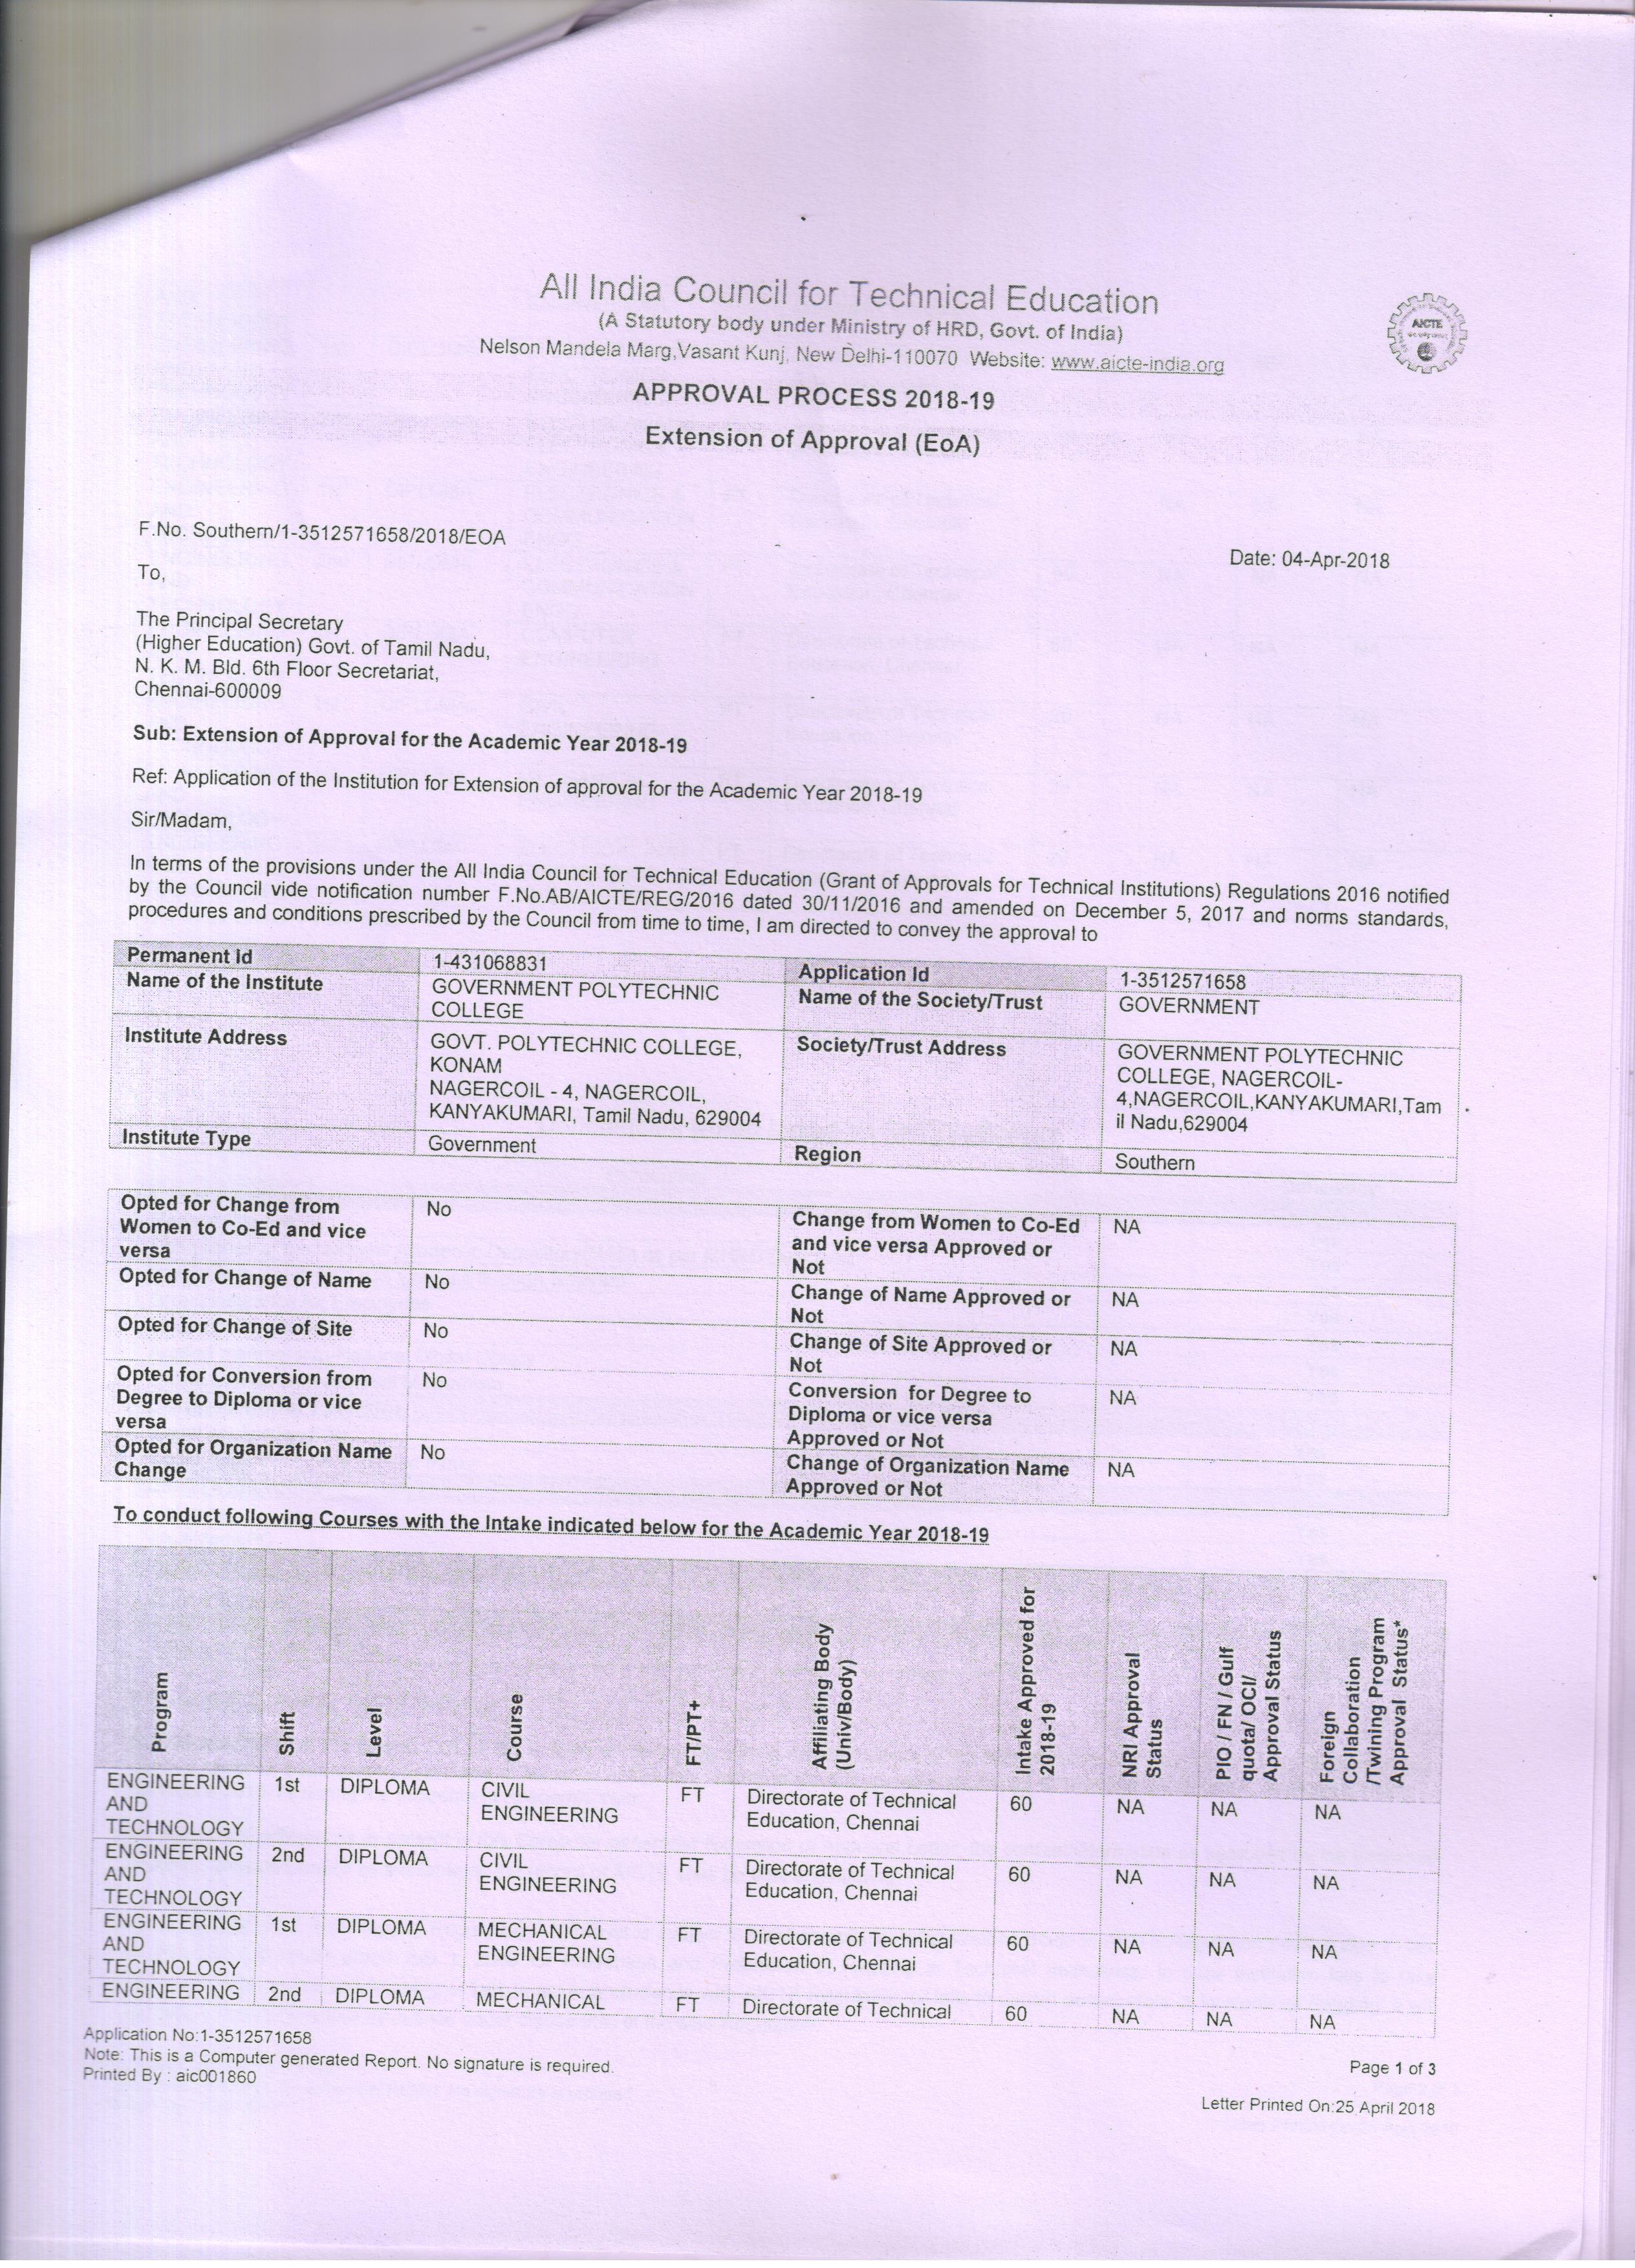 All India Council for Technical Education
(A Statutory body under Ministry of HRD, Govt. of India)
Nelson Mandela Marg,Vasant Kunj, New Delhi-110070 Website: www.aicte-india.org
AICTE
APPROVAL PROCESS 2018-19
Extension of Approval (EoA)
F.No. Southern/1-3512571658/2018/EOA
Date: 04-Apr-2018
To,
The Principal Secretary
(Higher Education) Govt. of Tamil Nadu,
N. K. M. Bld. 6th Floor Secretariat,
Chennai-600009
Sub: Extension of Approval for the Academic Year 2018-19
Ref: Application of the Institution for Extension of approval for the Academic Year 2018-19
Sir/Madam,
In terms of the provisions under the All India Council for Technical Education (Grant of Approvals for Technical Institutions) Regulations 2016 notified
by the Council vide notification number F.No.AB/AICTE/REG/2016 dated 30/11/2016 and amended on December 5, 2017 and norms standards,
procedures and conditions prescribed by the Council from time to time, I am directed to convey the approval to
Permanent Id 1-431068831 Application Id 1-3512571658
Name of the Institute GOVERNMENT POLYTECHNIC Name of the Society/Trust GOVERNMENT
COLLEGE
Institute Address GOVT. POLYTECHNIC COLLEGE, Society/Trust Address GOVERNMENT POLYTECHNIC
KONAM COLLEGE, NAGERCOIL-
NAGERCOIL - 4, NAGERCOIL, 4,NAGERCOIL,KANYAKUMARI,Tam
KANYAKUMARI, Tamil Nadu, 629004 il Nadu,629004
Institute Type Government Region Southern
Opted for Change from No Change from Women to Co-Ed NA
Women to Co-Ed and vice and vice versa Approved or
versa Not
Opted for Change of Name No Change of Name Approved or NA
Not
Opted for Change of Site No Change of Site Approved or NA
Not
Opted for Conversion from No Conversion for Degree to NA
Degree to Diploma or vice Diploma or vice versa
versa Approved or Not
Opted for Organization Name No Change of Organization Name NA
Change Approved or Not
To conduct following Courses with the Intake indicated below for the Academic Year 2018-19
Program
Shift
Level
Course
FT/PT+
Affiliating Body
(Univ/Body)
Intake Approved for
2018-19
NRI Approval
Status
PIO / FN / Gulf
quota/ OCI/
Approval Status
Foreign
Collaboration
/Twining Program
Approval Status*
ENGINEERING 1st DIPLOMA CIVIL FT Directorate of Technical 60 NA NA NA
AND ENGINEERING Education, Chennai
TECHNOLOGY
ENGINEERING 2nd DIPLOMA CIVIL FT Directorate of Technical 60 NA NA NA
AND ENGINEERING Education, Chennai
TECHNOLOGY
ENGINEERING 1st DIPLOMA MECHANICAL FT Directorate of Technical 60 NA NA NA
AND ENGINEERING Education, Chennai
TECHNOLOGY
ENGINEERING 2nd DIPLOMA MECHANICAL FT Directorate of Technical 60 NA NA NA
Application No:1-3512571658
Note: This is a Computer generated Report. No signature is required.
Printed By : aic001860
Page 1 of 3
Letter Printed On:25 April 2018